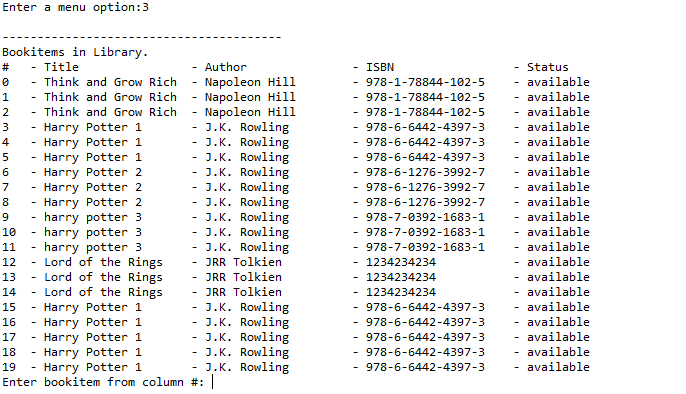 Enter a menu option:3
----------------------------------------
Bookitems in Library.
#   - Title                - Author               - ISBN                 - Status
0   - Think and Grow Rich  - Napoleon Hill        - 978-1-78844-102-5    - available
1   - Think and Grow Rich  - Napoleon Hill        - 978-1-78844-102-5    - available
2   - Think and Grow Rich  - Napoleon Hill        - 978-1-78844-102-5    - available
3   - Harry Potter 1       - J.K. Rowling         - 978-6-6442-4397-3    - available
4   - Harry Potter 1       - J.K. Rowling         - 978-6-6442-4397-3    - available
5   - Harry Potter 1       - J.K. Rowling         - 978-6-6442-4397-3    - available
6   - Harry Potter 2       - J.K. Rowling         - 978-6-1276-3992-7    - available
7   - Harry Potter 2       - J.K. Rowling         - 978-6-1276-3992-7    - available
8   - Harry Potter 2       - J.K. Rowling         - 978-6-1276-3992-7    - available
9   - harry potter 3       - J.K. Rowling         - 978-7-0392-1683-1    - available
10  - harry potter 3       - J.K. Rowling         - 978-7-0392-1683-1    - available
11  - harry potter 3       - J.K. Rowling         - 978-7-0392-1683-1    - available
12  - Lord of the Rings    - JRR Tolkien          - 1234234234           - available
13  - Lord of the Rings    - JRR Tolkien          - 1234234234           - available
14  - Lord of the Rings    - JRR Tolkien          - 1234234234           - available
15  - Harry Potter 1       - J.K. Rowling         - 978-6-6442-4397-3    - available
16  - Harry Potter 1       - J.K. Rowling         - 978-6-6442-4397-3    - available
17  - Harry Potter 1       - J.K. Rowling         - 978-6-6442-4397-3    - available
18  - Harry Potter 1       - J.K. Rowling         - 978-6-6442-4397-3    - available
19  - Harry Potter 1       - J.K. Rowling         - 978-6-6442-4397-3    - available
Enter bookitem from column #: